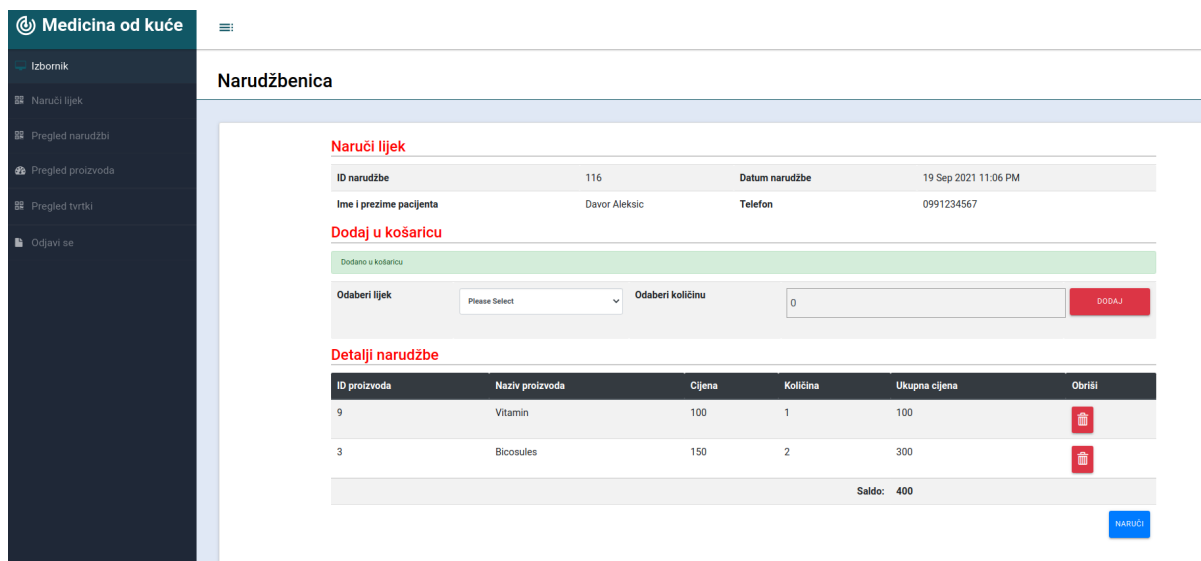 Medicina od kuće
Izbornik
Naruči lijek
Pregled narudžbi
Pregled proizvoda
Pregled tvrtki
Odjavi se
Narudžbenica
Naruči lijek
ID narudžbe 116 Datum narudžbe 19 Sep 2021 11:06 PM
Ime i prezime pacijenta Davor Aleksic Telefon 0991234567
Dodaj u košaricu
Dodano u košaricu
Odaberi lijek Please Select Odaberi količinu 0 DODAJ
Detalji narudžbe
ID proizvoda Naziv proizvoda Cijena Količina Ukupna cijena Obriši
9 Vitamin 100 1 100
3 Bicosules 150 2 300
Saldo: 400
NARUČI